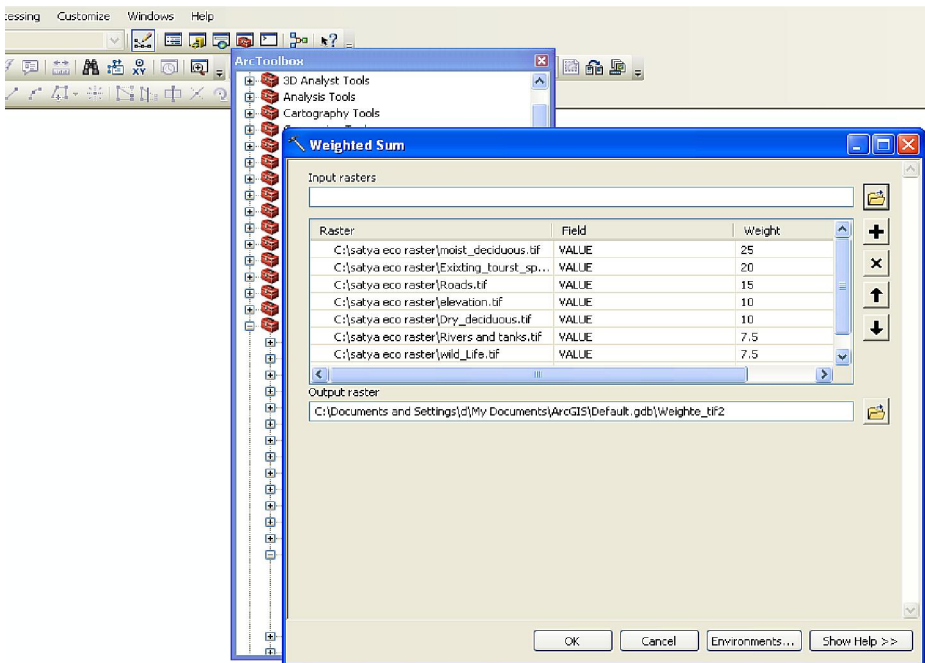 cessing Customize Windows Help
ArcToolbox
3D Analyst Tools
Analysis Tools
Cartography Tools
Weighted Sum
Input rasters
Raster Field Weight
C:\satya eco raster\moist_deciduous.tif VALUE 25
C:\satya eco raster\Exixting_tourst_sp... VALUE 20
C:\satya eco raster\Roads.tif VALUE 15
C:\satya eco raster\elevation.tif VALUE 10
C:\satya eco raster\Dry_deciduous.tif VALUE 10
C:\satya eco raster\Rivers and tanks.tif VALUE 7.5
C:\satya eco raster\wild_Life.tif VALUE 7.5
Output raster
C:\Documents and Settings\d\My Documents\ArcGIS\Default.gdb\Weighte_tif2
OK Cancel Environments... Show Help >>